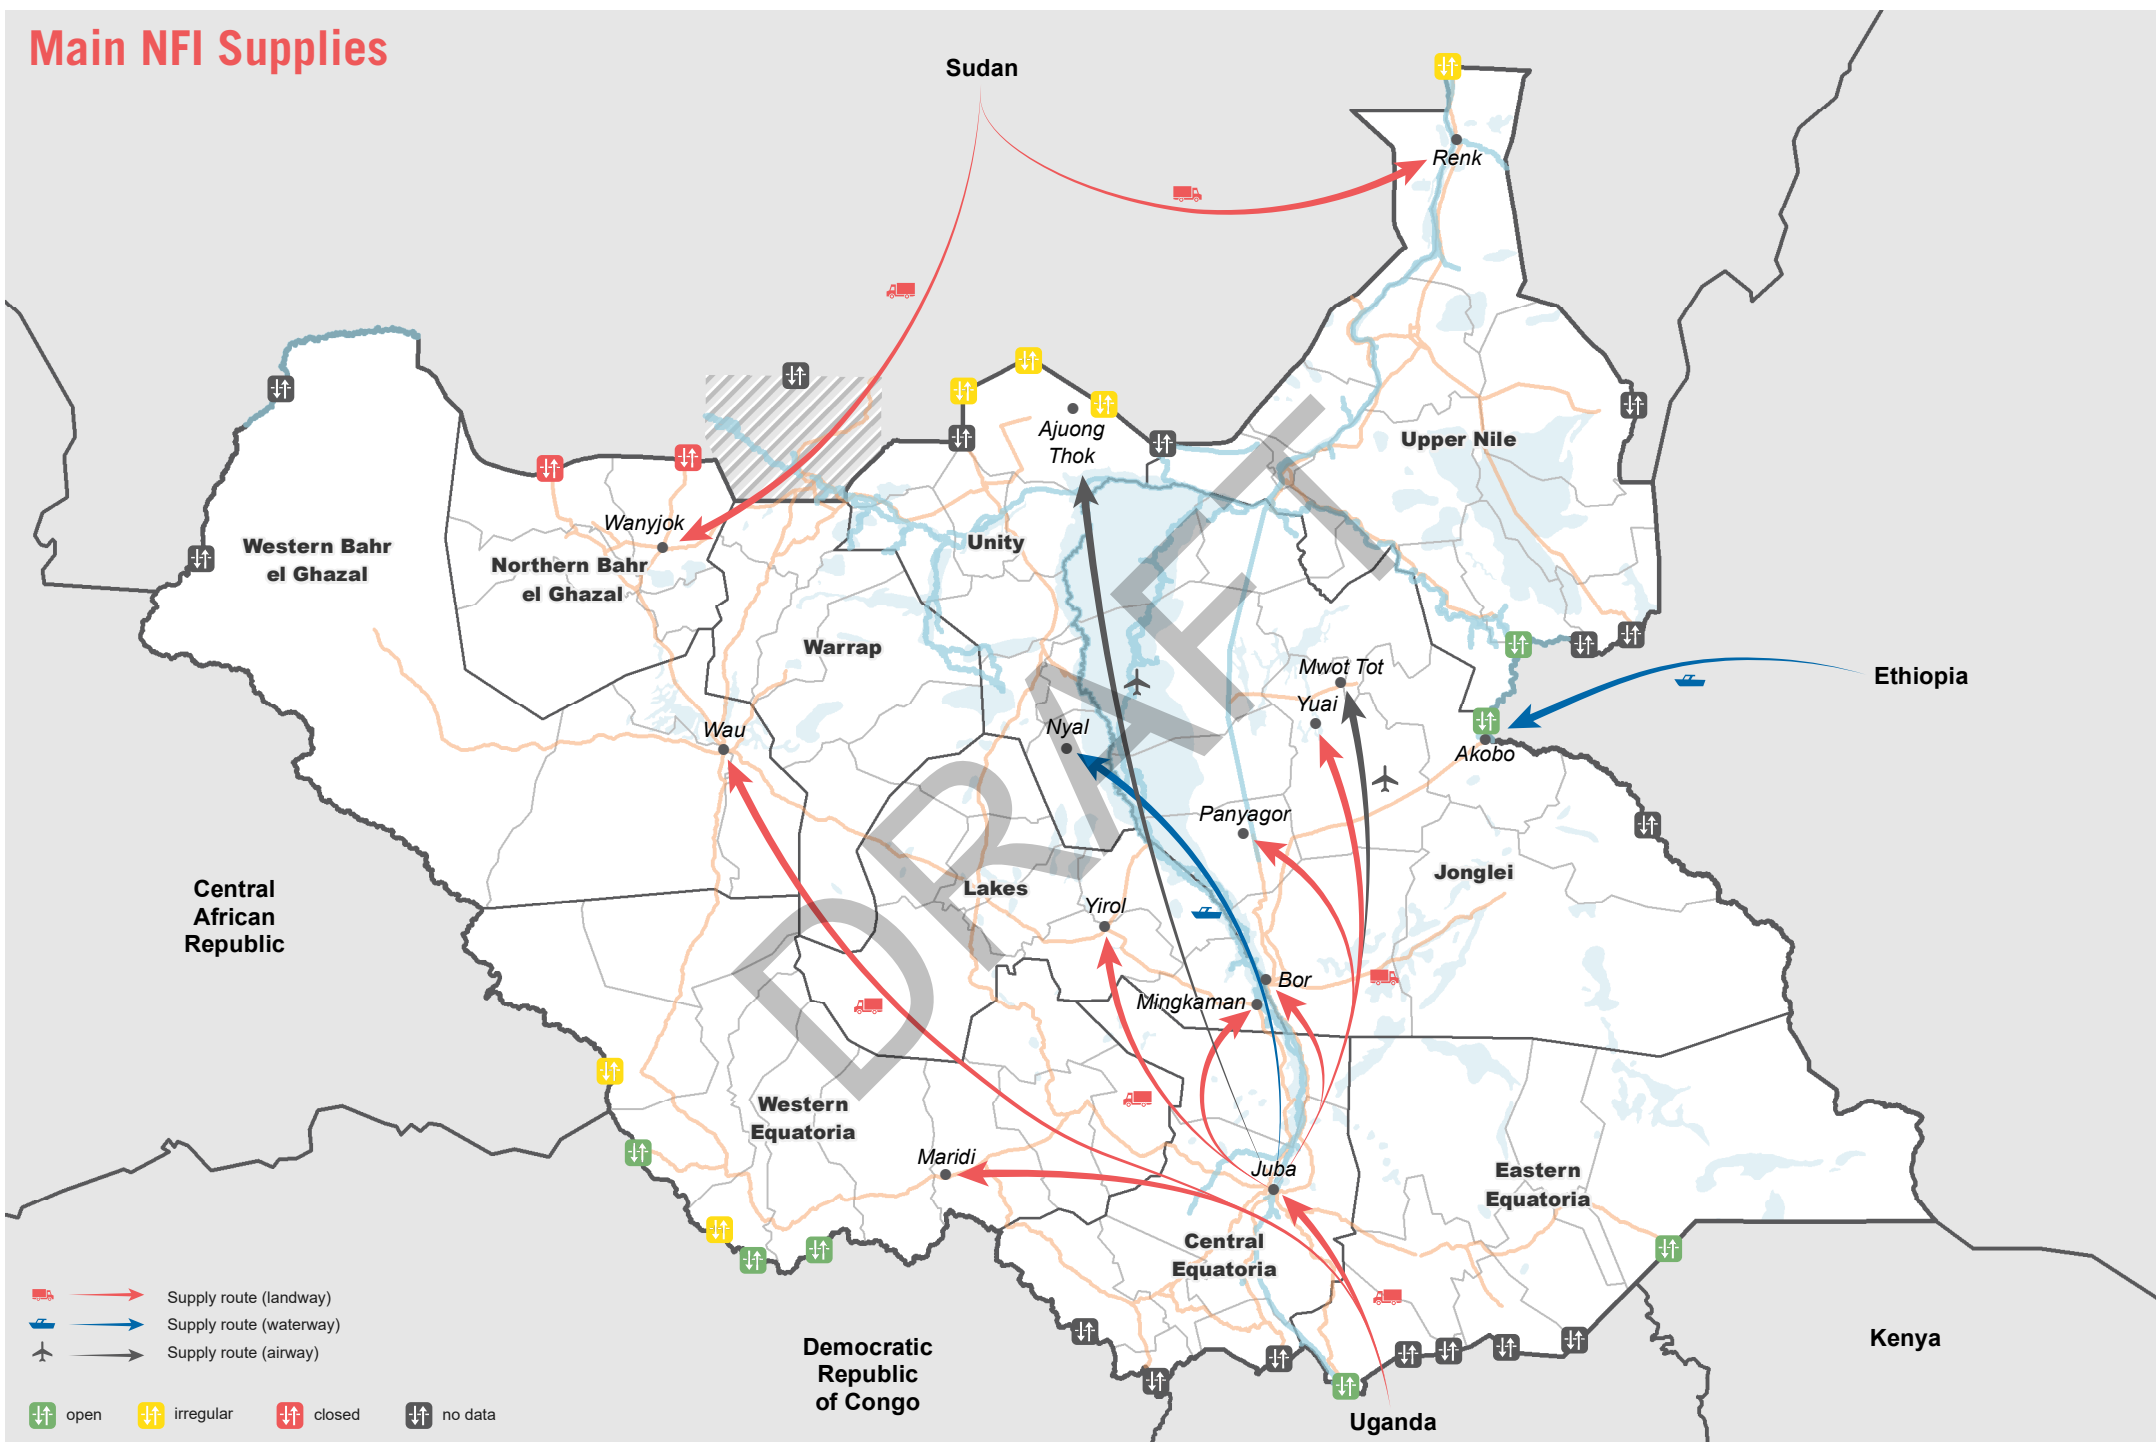 Main NFI Supplies
Sudan
Renk
Ajuong
Thok
Upper Nile
Wanyjok
Western Bahr
el Ghazal
Northern Bahr
el Ghazal
Unity
Warrap
Mwot Tot
Ethiopia
Yuai
Wau
Nyal
Akobo
Panyagor
Jonglei
Central
African
Republic
Lakes
Yirol
DRAFT
Bor
Mingkaman
Western
Equatoria
Maridi
Juba
Eastern
Equatoria
Central
Equatoria
Supply route (landway)
Supply route (waterway)
Supply route (airway)
Democratic
Republic
of Congo
Kenya
open
irregular
closed
no data
Uganda